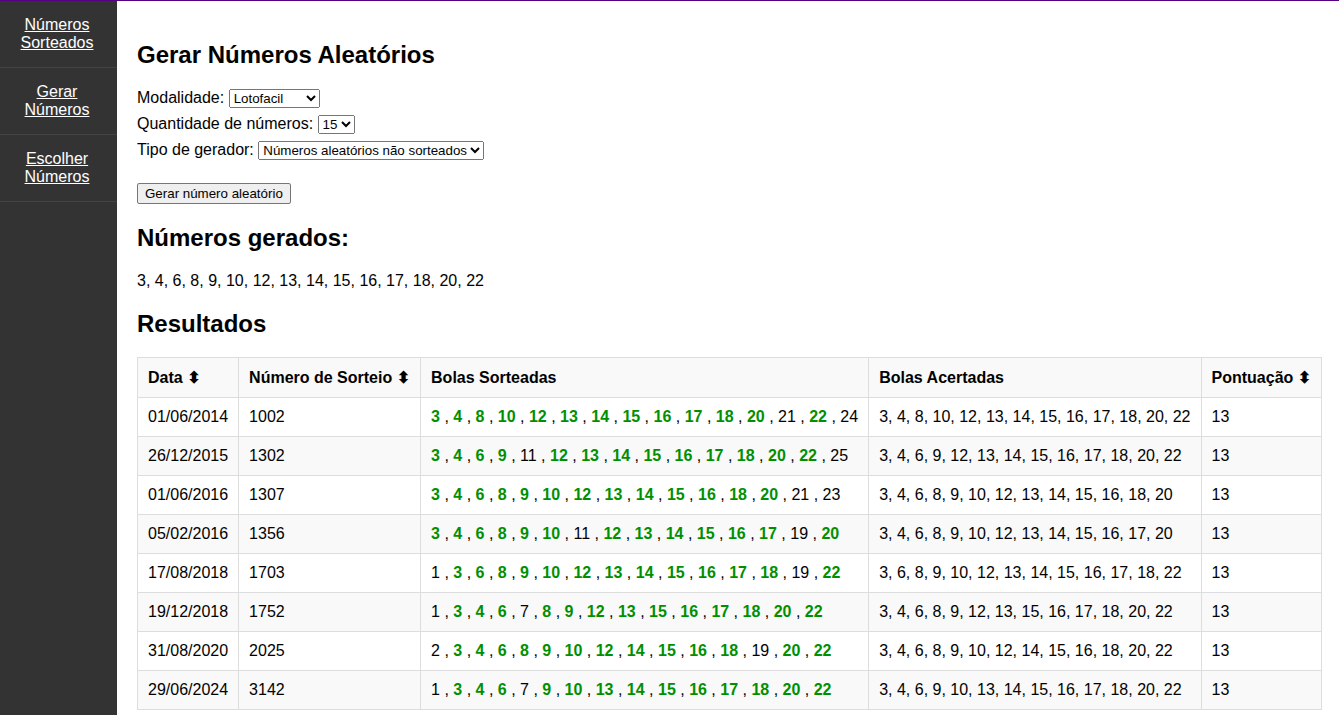 Números
Sorteados
Gerar
Números
Escolher
Números
Gerar Números Aleatórios
Modalidade: Lotofacil
Quantidade de números: 15
Tipo de gerador: Números aleatórios não sorteados
Gerar número aleatório
Números gerados:
3, 4, 6, 8, 9, 10, 12, 13, 14, 15, 16, 17, 18, 20, 22
Resultados
Data ⬍ Número de Sorteio ⬍ Bolas Sorteadas Bolas Acertadas Pontuação ⬍
01/06/2014 1002 3 , 4 , 8 , 10 , 12 , 13 , 14 , 15 , 16 , 17 , 18 , 20 , 21 , 22 , 24 3, 4, 8, 10, 12, 13, 14, 15, 16, 17, 18, 20, 22 13
26/12/2015 1302 3 , 4 , 6 , 9 , 11 , 12 , 13 , 14 , 15 , 16 , 17 , 18 , 20 , 22 , 25 3, 4, 6, 9, 12, 13, 14, 15, 16, 17, 18, 20, 22 13
01/06/2016 1307 3 , 4 , 6 , 8 , 9 , 10 , 12 , 13 , 14 , 15 , 16 , 18 , 20 , 21 , 23 3, 4, 6, 8, 9, 10, 12, 13, 14, 15, 16, 18, 20 13
05/02/2016 1356 3 , 4 , 6 , 8 , 9 , 10 , 11 , 12 , 13 , 14 , 15 , 16 , 17 , 19 , 20 3, 4, 6, 8, 9, 10, 12, 13, 14, 15, 16, 17, 20 13
17/08/2018 1703 1 , 3 , 6 , 8 , 9 , 10 , 12 , 13 , 14 , 15 , 16 , 17 , 18 , 19 , 22 3, 6, 8, 9, 10, 12, 13, 14, 15, 16, 17, 18, 22 13
19/12/2018 1752 1 , 3 , 4 , 6 , 7 , 8 , 9 , 12 , 13 , 15 , 16 , 17 , 18 , 20 , 22 3, 4, 6, 8, 9, 12, 13, 15, 16, 17, 18, 20, 22 13
31/08/2020 2025 2 , 3 , 4 , 6 , 8 , 9 , 10 , 12 , 14 , 15 , 16 , 18 , 19 , 20 , 22 3, 4, 6, 8, 9, 10, 12, 14, 15, 16, 18, 20, 22 13
29/06/2024 3142 1 , 3 , 4 , 6 , 7 , 9 , 10 , 13 , 14 , 15 , 16 , 17 , 18 , 20 , 22 3, 4, 6, 9, 10, 13, 14, 15, 16, 17, 18, 20, 22 13